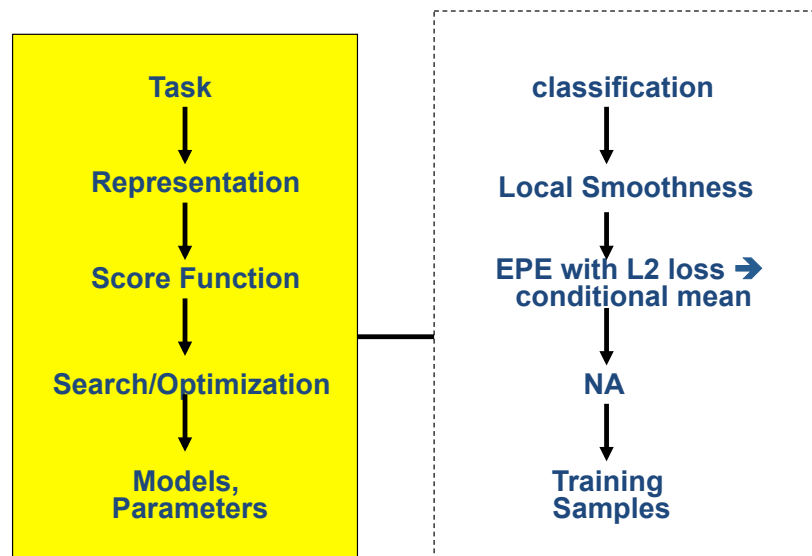 Task
Representation
Score Function
Search/Optimization
Models,
Parameters
classification
Local Smoothness
EPE with L2 loss ➔
conditional mean
NA
Training
Samples